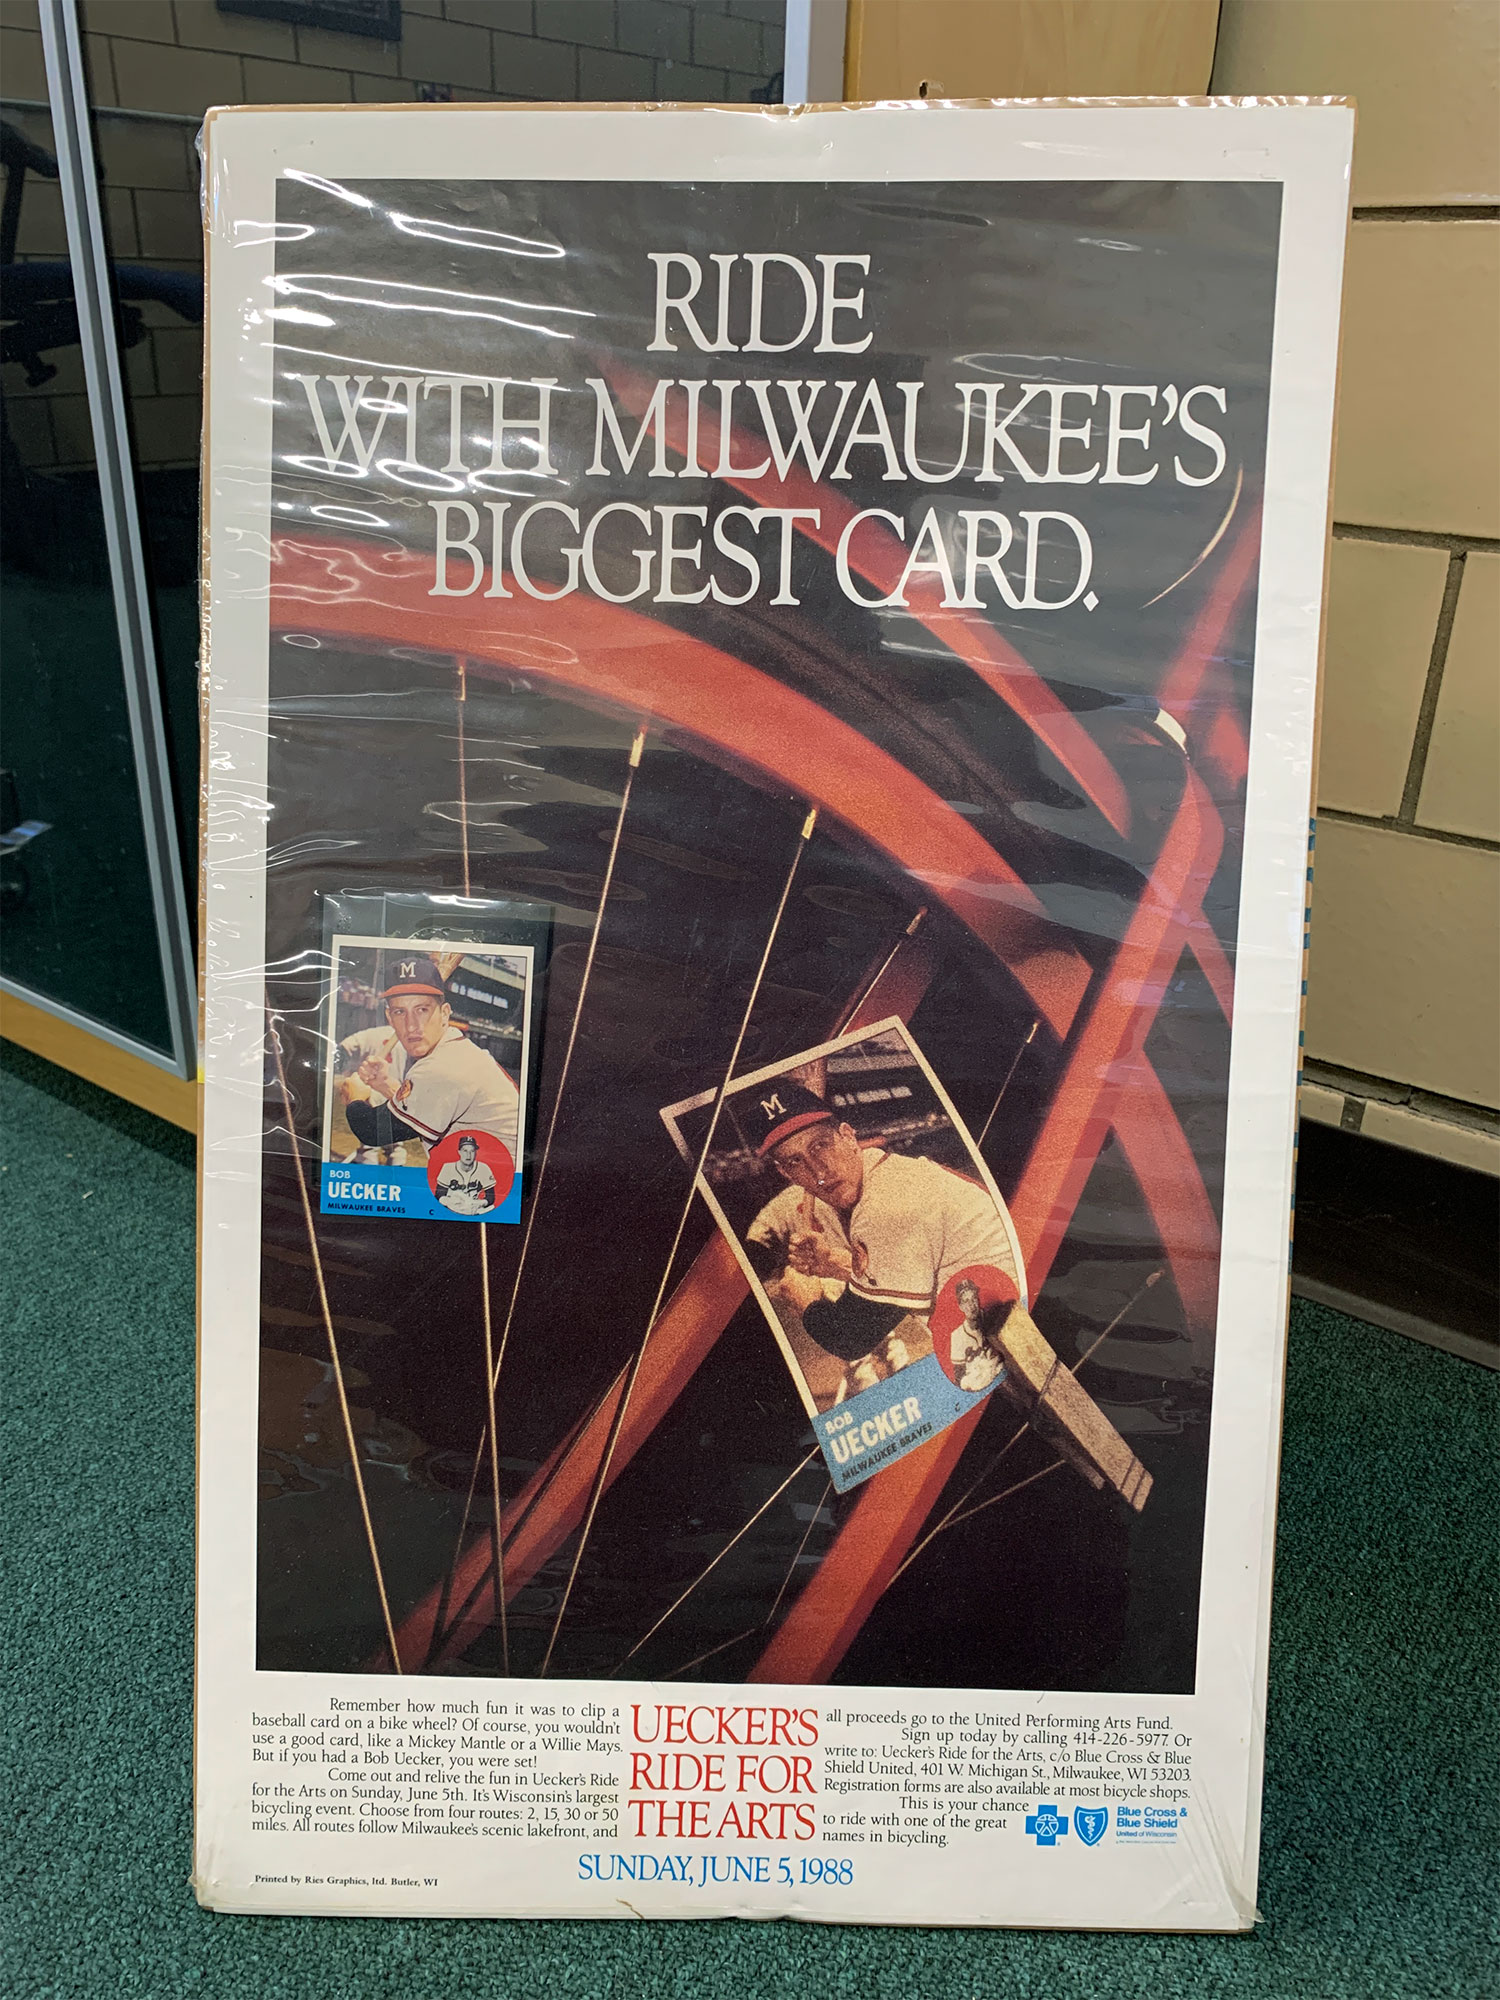 RIDE
WITH MILWAUKEE'S
BIGGEST CARD.
M
BOB
UECKER
MILWAUKEE BRAVES
C
M
BOB
UECKER
MILWAUKEE BRAVES
C
Remember how much fun it was to clip a
baseball card on a bike wheel? Of course, you wouldn't
use a good card, like a Mickey Mantle or a Willie Mays.
But if you had a Bob Uecker, you were set!
Come out and relive the fun in Uecker's Ride
for the Arts on Sunday, June 5th. It's Wisconsin's largest
bicycling event. Choose from four routes: 2, 15, 30 or 50
miles. All routes follow Milwaukee's scenic lakefront, and
UECKER'S
RIDE FOR
THE ARTS
all proceeds go to the United Performing Arts Fund.
Sign up today by calling 414-226-5977. Or
write to: Uecker's Ride for the Arts, c/o Blue Cross & Blue
Shield United, 401 W. Michigan St., Milwaukee, WI 53203.
Registration forms are also available at most bicycle shops.
This is your chance
to ride with one of the great
names in bicycling.
Blue Cross &
Blue Shield
United of Wisconsin
SUNDAY, JUNE 5, 1988
Printed by Ries Graphics, ltd. Butler, WI